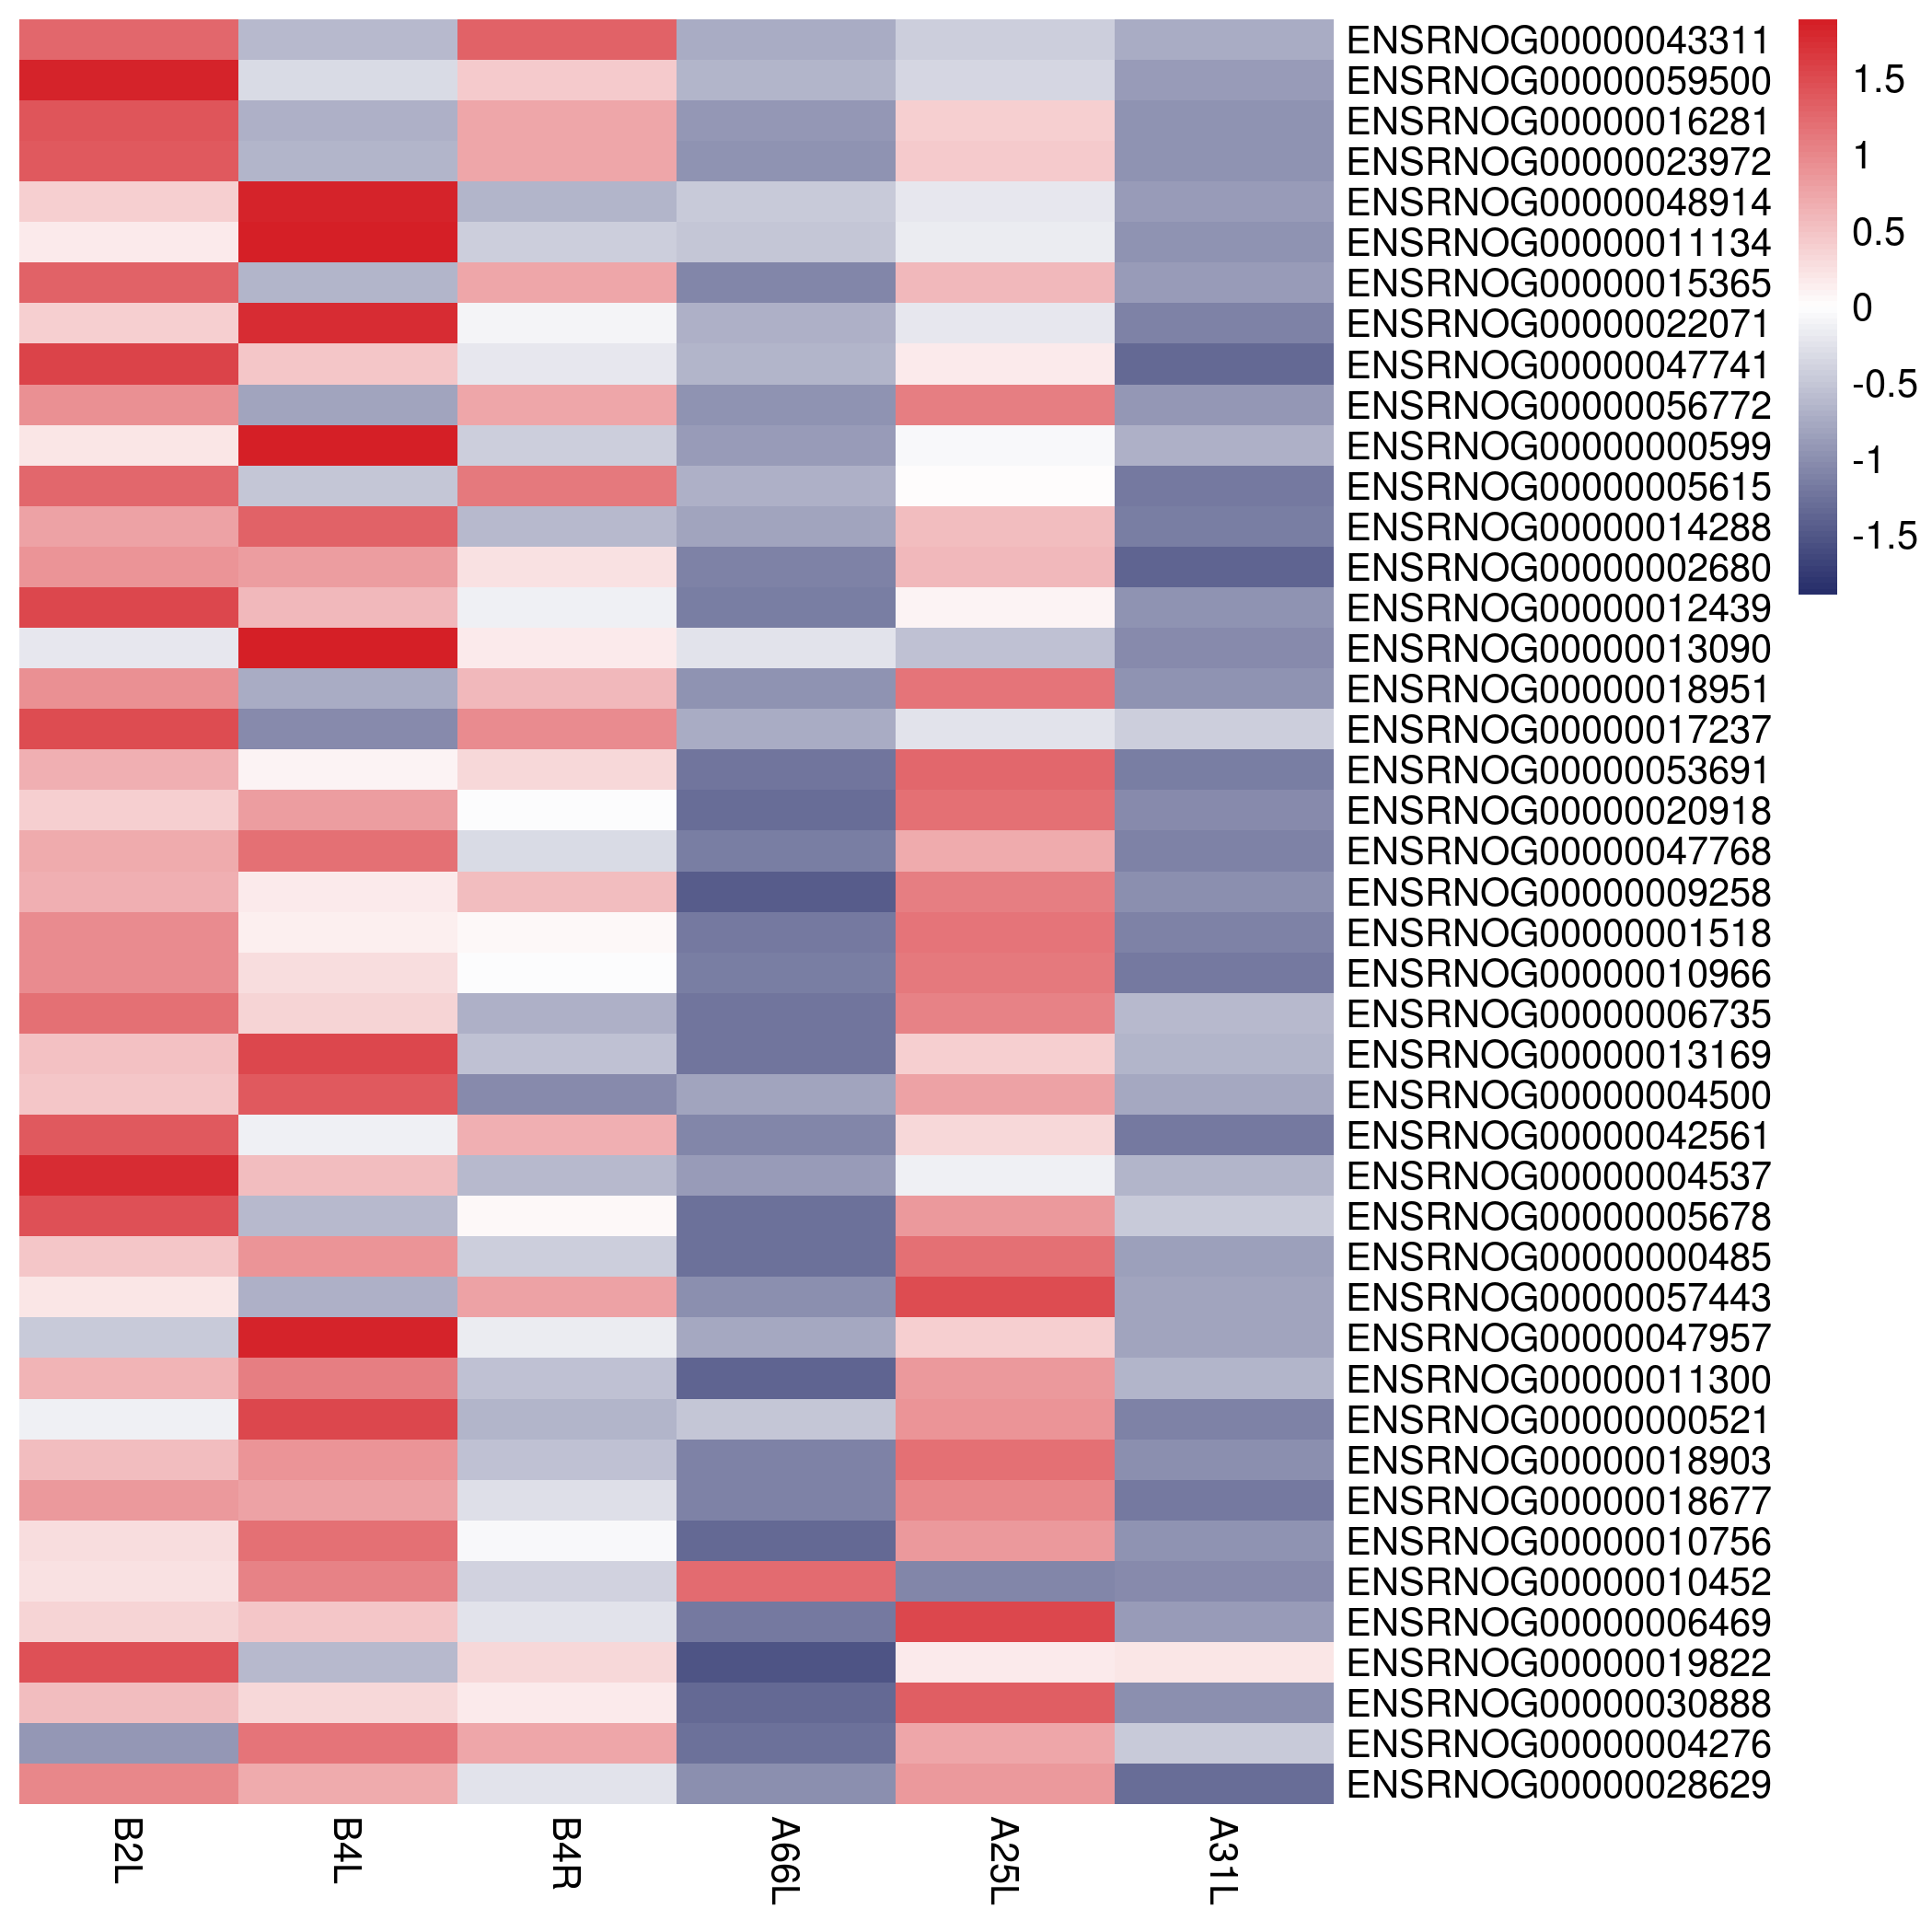 ENSRNOG00000043311
ENSRNOG00000059500
ENSRNOG00000016281
ENSRNOG00000023972
ENSRNOG00000048914
ENSRNOG00000011134
ENSRNOG00000015365
ENSRNOG00000022071
ENSRNOG00000047741
ENSRNOG00000056772
ENSRNOG00000000599
ENSRNOG00000005615
ENSRNOG00000014288
ENSRNOG00000002680
ENSRNOG00000012439
ENSRNOG00000013090
ENSRNOG00000018951
ENSRNOG00000017237
ENSRNOG00000053691
ENSRNOG00000020918
ENSRNOG00000047768
ENSRNOG00000009258
ENSRNOG00000001518
ENSRNOG00000010966
ENSRNOG00000006735
ENSRNOG00000013169
ENSRNOG00000004500
ENSRNOG00000042561
ENSRNOG00000004537
ENSRNOG00000005678
ENSRNOG00000000485
ENSRNOG00000057443
ENSRNOG00000047957
ENSRNOG00000011300
ENSRNOG00000000521
ENSRNOG00000018903
ENSRNOG00000018677
ENSRNOG00000010756
ENSRNOG00000010452
ENSRNOG00000006469
ENSRNOG00000019822
ENSRNOG00000030888
ENSRNOG00000004276
ENSRNOG00000028629
1.5
1
0.5
0
-0.5
-1
-1.5
B2L
B4L
B4R
A66L
A25L
A31L